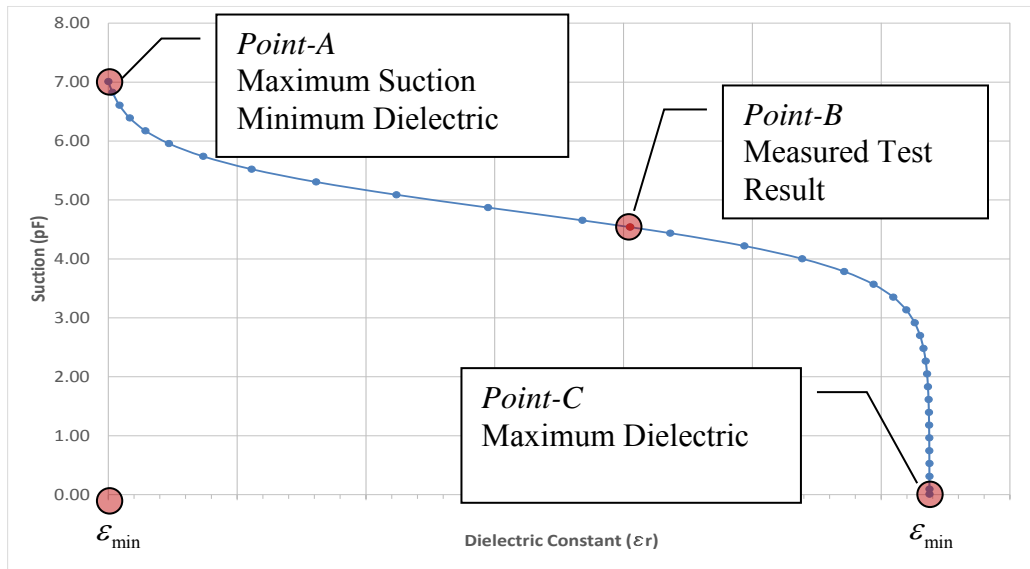 8.00
7.00
6.00
5.00
4.00
3.00
2.00
1.00
0.00
Suction (pF)
Point-A
Maximum Suction
Minimum Dielectric
Point-B
Measured Test
Result
Point-C
Maximum Dielectric
εmin
Dielectric Constant (εr)
εmin